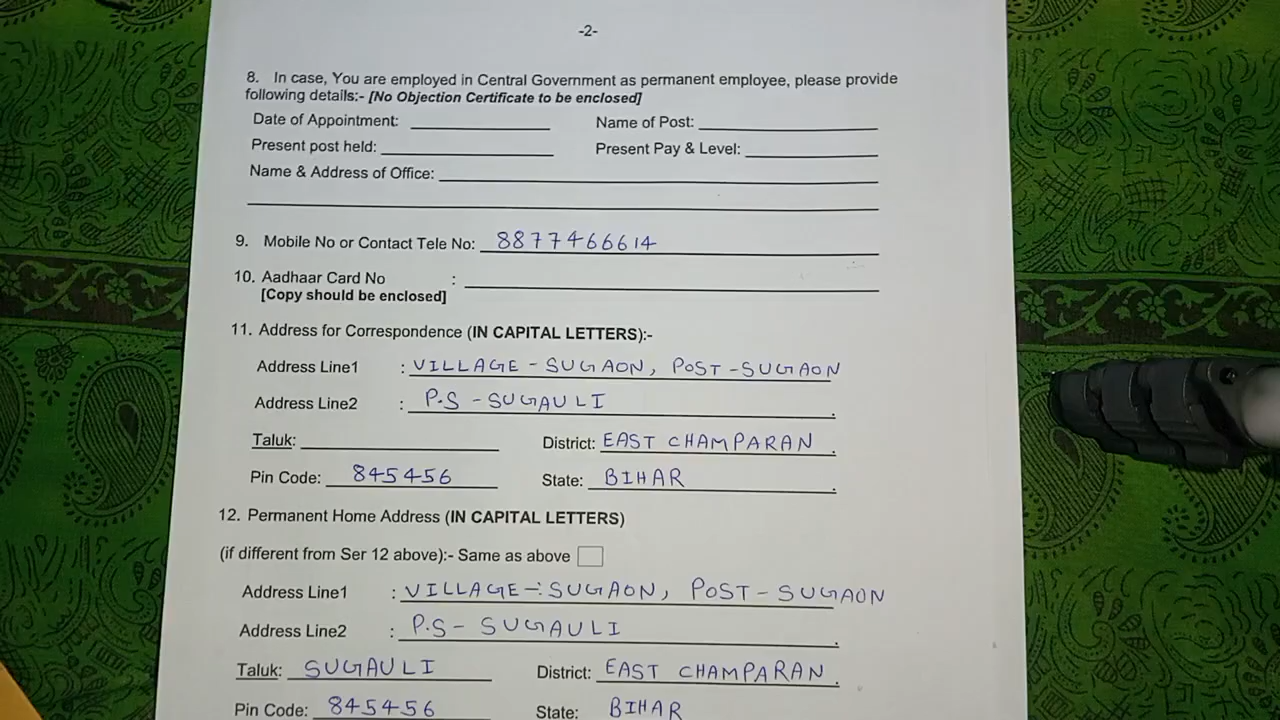 -2-
8. In case, You are employed in Central Government as permanent employee, please provide
following details:- [No Objection Certificate to be enclosed]
Date of Appointment: Name of Post:
Present post held: Present Pay & Level:
Name & Address of Office:
9. Mobile No or Contact Tele No: 8877466614
10. Aadhaar Card No :
[Copy should be enclosed]
11. Address for Correspondence (IN CAPITAL LETTERS):-
Address Line1 : VILLAGE - SUGAON, POST - SUGAON
Address Line2 : P.S - SUGAULI
Taluk: District: EAST CHAMPARAN
Pin Code: 845456 State: BIHAR
12. Permanent Home Address (IN CAPITAL LETTERS)
(if different from Ser 12 above):- Same as above
Address Line1 : VILLAGE -: SUGAON, POST - SUGAON
Address Line2 : P.S - SUGAULI
Taluk: SUGAULI District: EAST CHAMPARAN
Pin Code: 845456 State: BIHAR